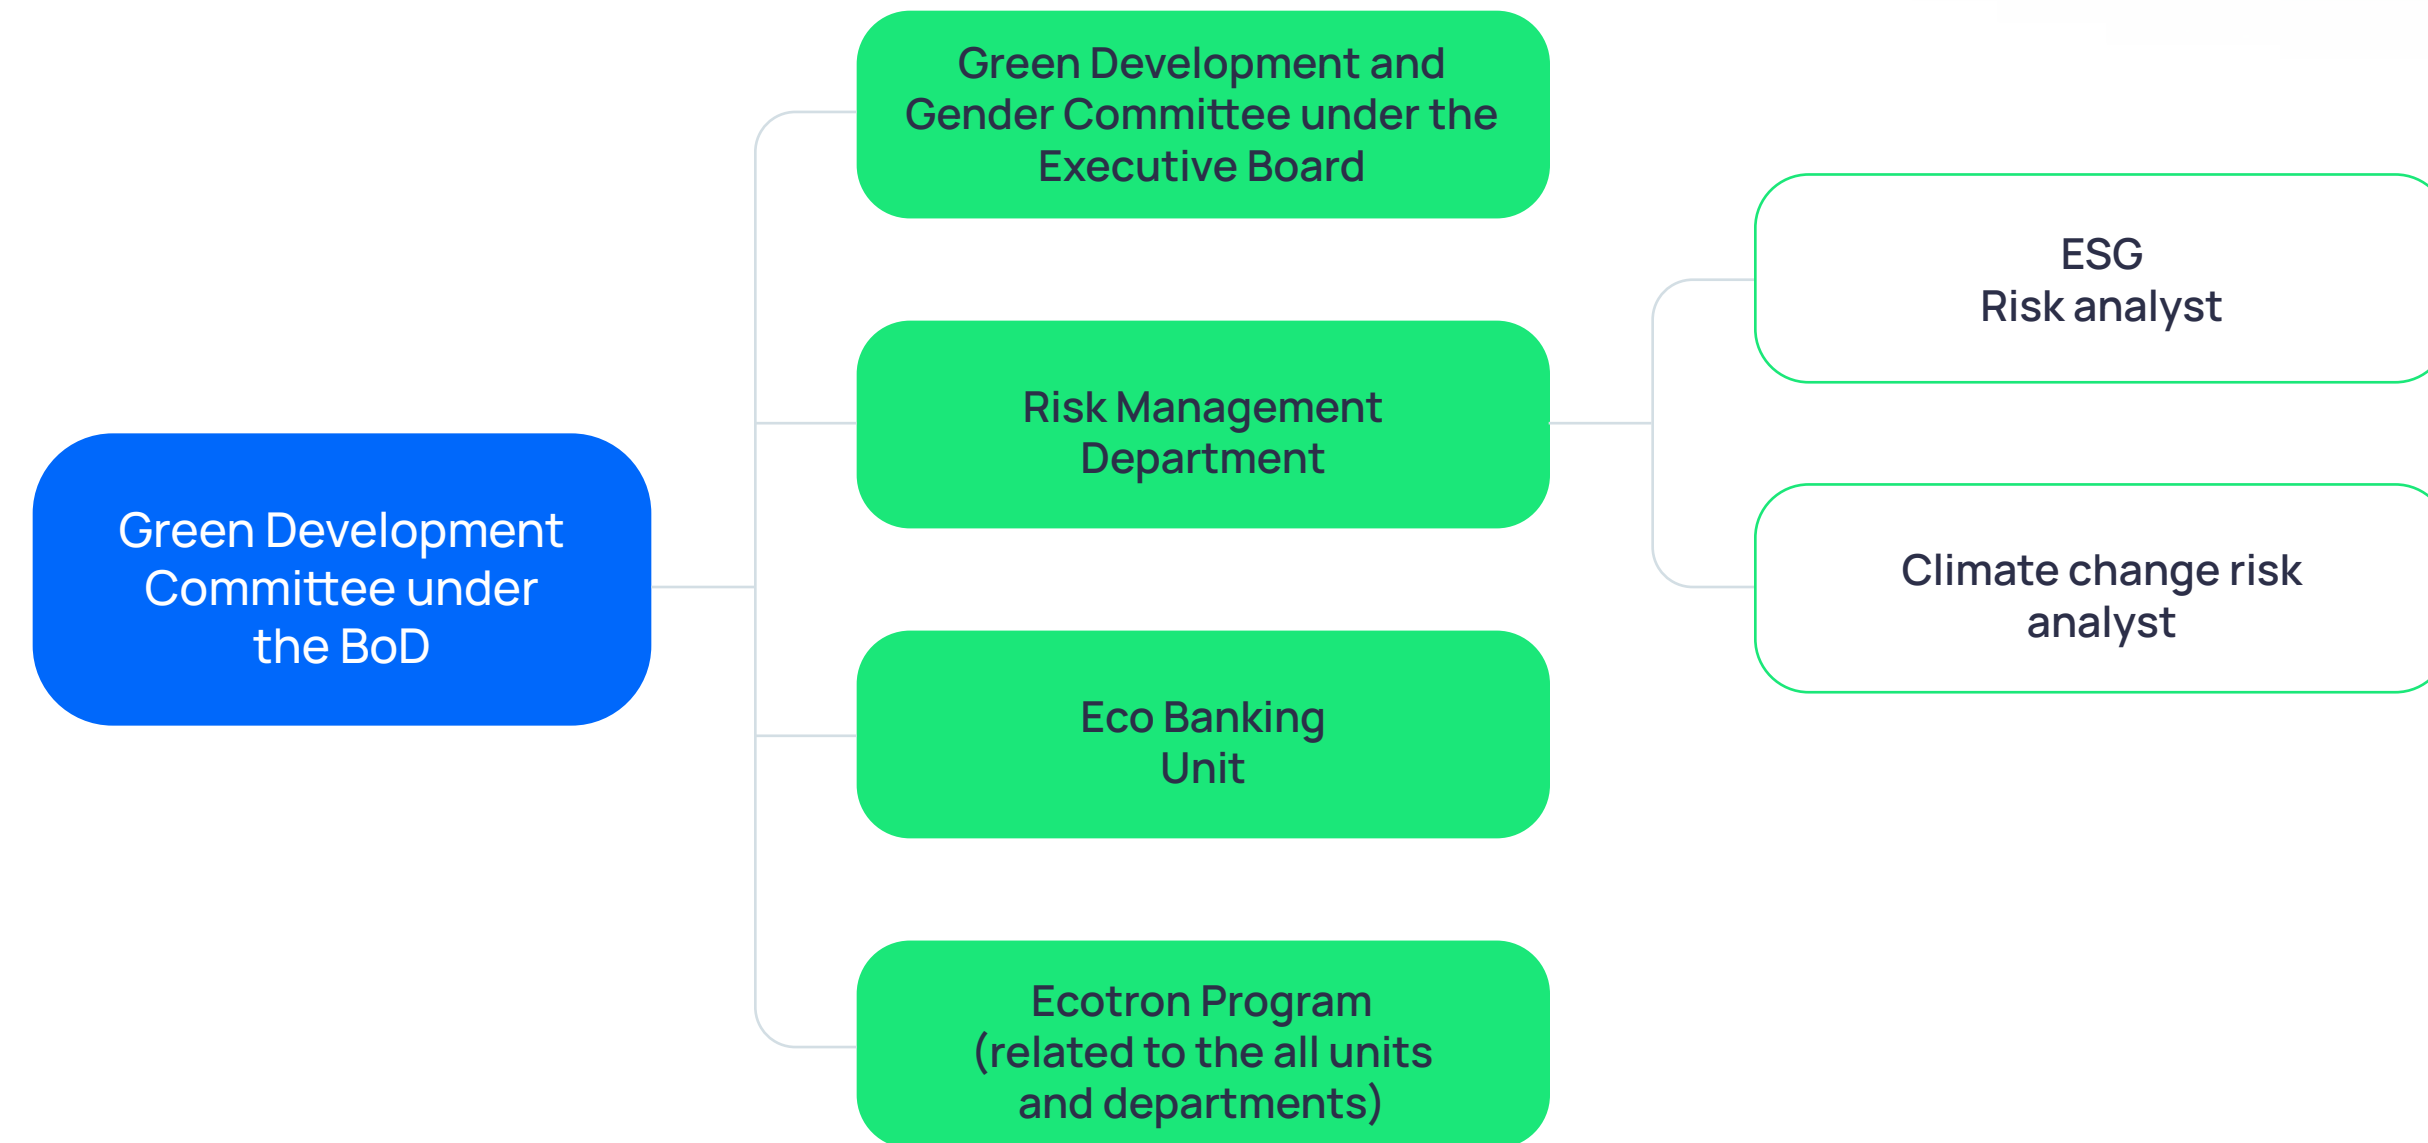 Green Development
Committee under
the BoD
Green Development and
Gender Committee under the
Executive Board
Risk Management
Department
Eco Banking
Unit
Ecotron Program
(related to the all units
and departments)
ESG
Risk analyst
Climate change risk
analyst